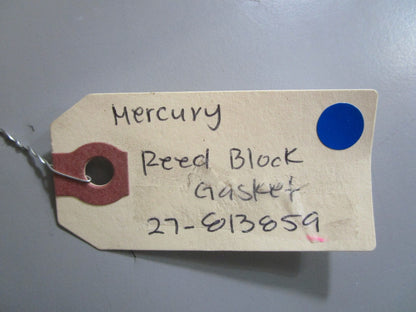 Mercury
Reed Block
Gasket
27-813859